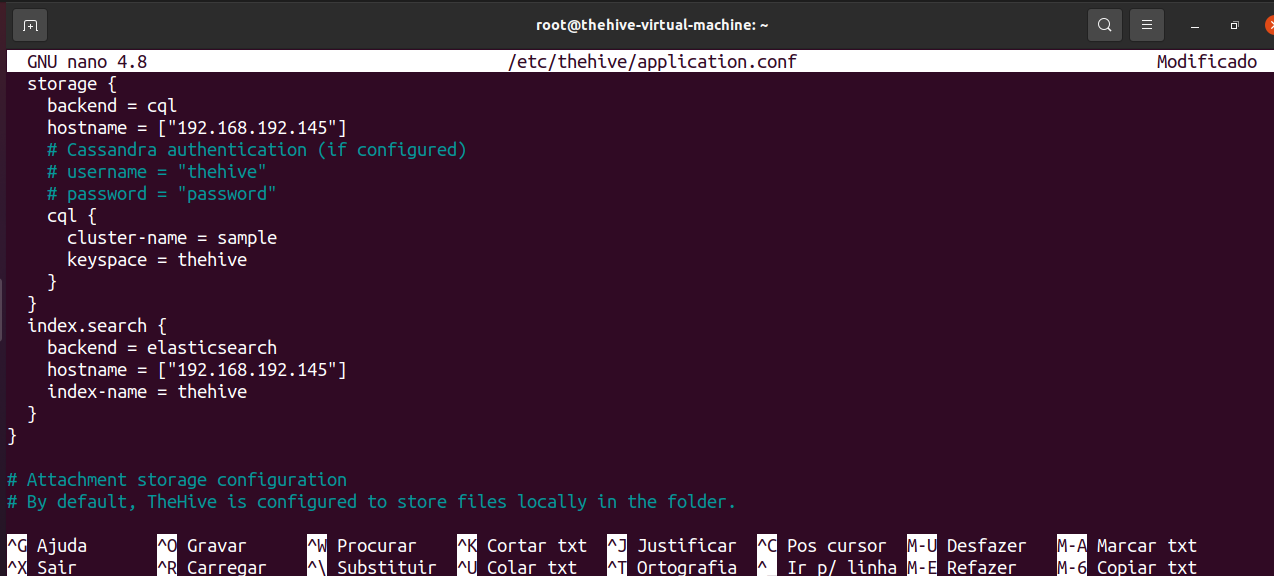 root@thehive-virtual-machine: ~
GNU nano 4.8 /etc/thehive/application.conf Modificado
storage {
backend = cql
hostname = ["192.168.192.145"]
# Cassandra authentication (if configured)
# username = "thehive"
# password = "password"
cql {
cluster-name = sample
keyspace = thehive
}
}
index.search {
backend = elasticsearch
hostname = ["192.168.192.145"]
index-name = thehive
}
}
# Attachment storage configuration
# By default, TheHive is configured to store files locally in the folder.
^G Ajuda ^O Gravar ^W Procurar ^K Cortar txt ^J Justificar ^C Pos cursor M-U Desfazer M-A Marcar txt
^X Sair ^R Carregar ^\ Substituir ^U Colar txt ^T Ortografia ^_ Ir p/ linha M-E Refazer M-6 Copiar txt